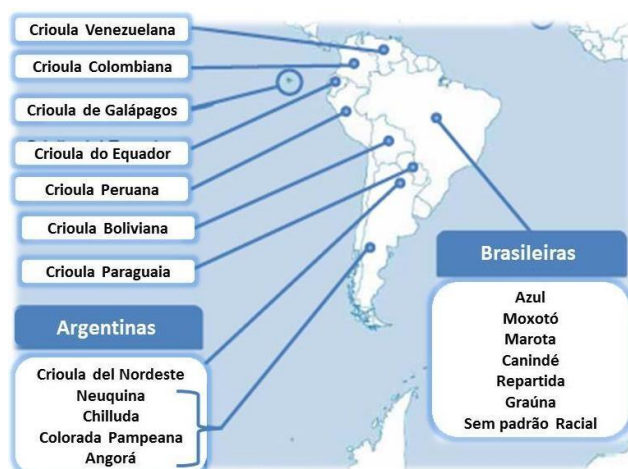 Crioula Venezuelana
Crioula Colombiana
Crioula de Galápagos
Crioula do Equador
Crioula Peruana
Crioula Boliviana
Crioula Paraguaia
Argentinas
Crioula del Nordeste
Neuquina
Chilluda
Colorada Pampeana
Angorá
Brasileiras
Azul
Moxotó
Marota
Canindé
Repartida
Graúna
Sem padrão Racial